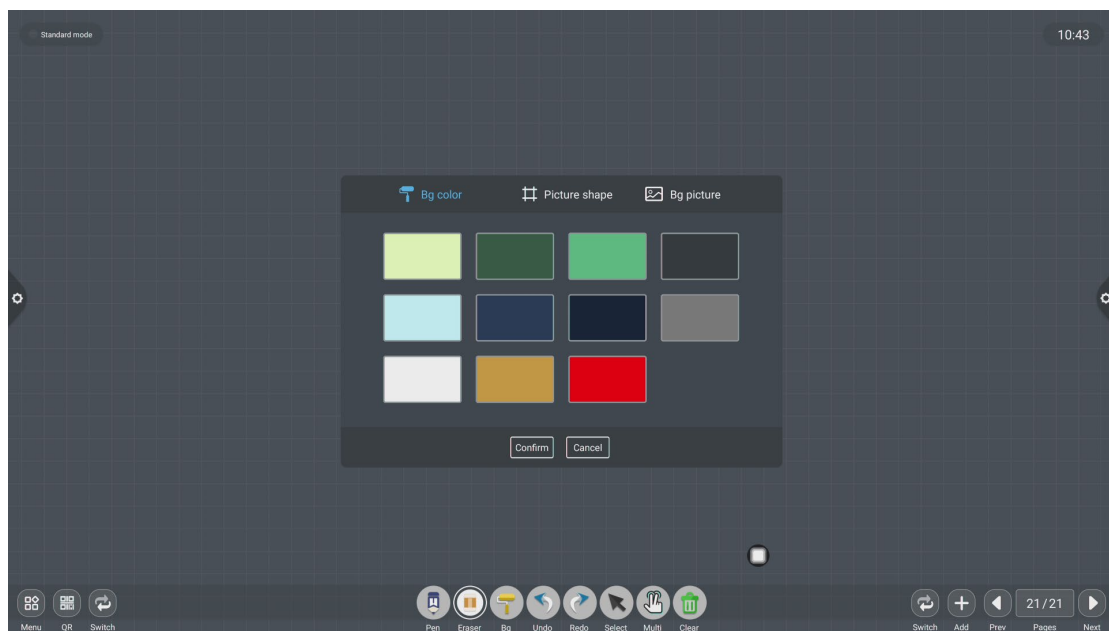 Standard mode
10:43
Bg color
Picture shape
Bg picture
Confirm
Cancel
21/21
Menu
QR
Switch
Pen
Eraser
Bg
Undo
Redo
Select
Multi
Clear
Switch
Add
Prev
Pages
Next